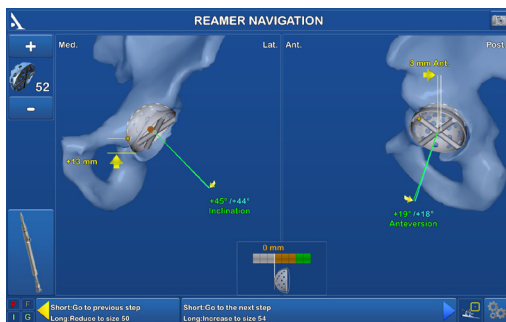 REAMER NAVIGATION
Med.
Lat.
Ant.
Post.
+
52
-
3 mm Ant.
+13 mm
+45°/+44°
Inclination
+19°/+18°
Anteversion
0 mm
F
I G
Short:Go to previous step
Long:Reduce to size 50
Short:Go to the next step
Long:Increase to size 54